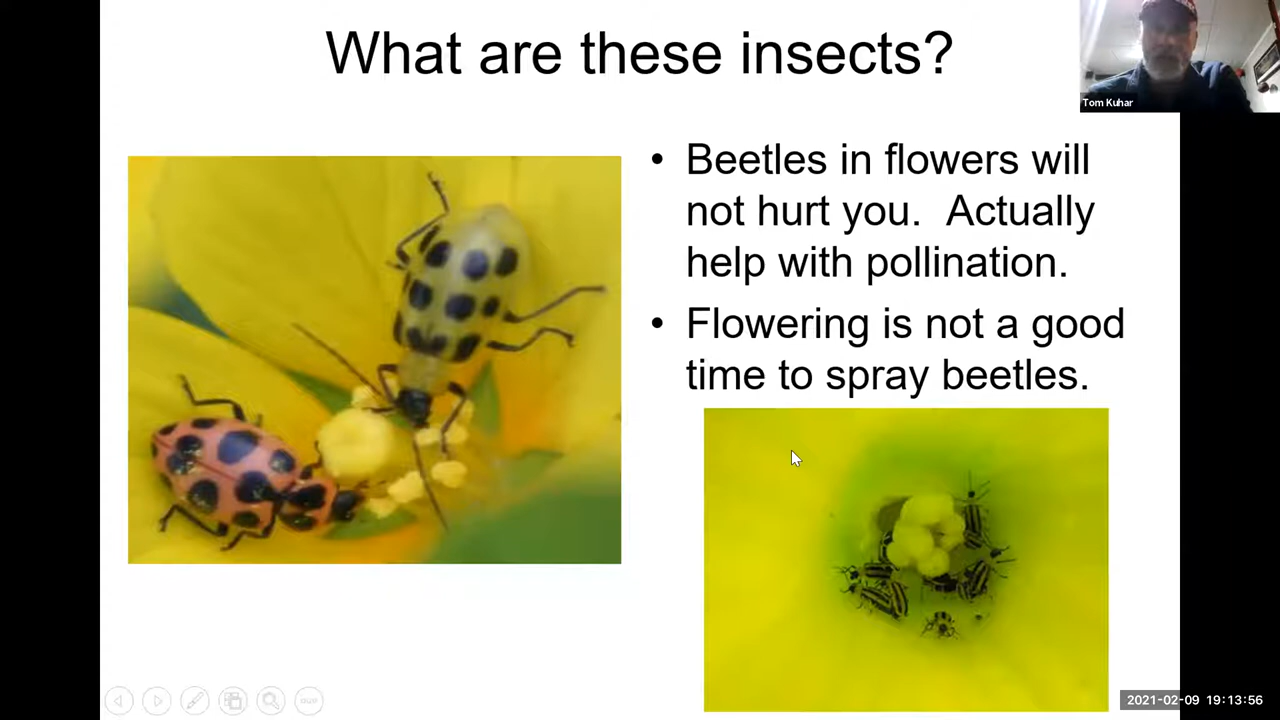 What are these insects?
Tom Kuhar
• Beetles in flowers will
not hurt you.  Actually
help with pollination.
• Flowering is not a good
time to spray beetles.
2021-02-09 19:13:56